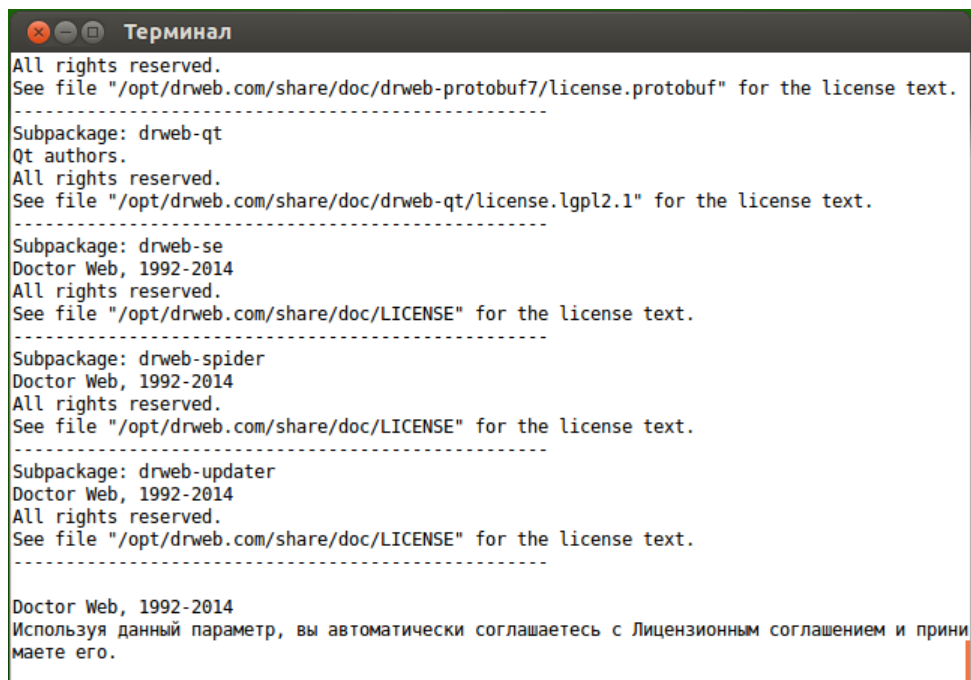 Терминал
All rights reserved.
See file "/opt/drweb.com/share/doc/drweb-protobuf7/license.protobuf" for the license text.
---------------------------------------------------
Subpackage: drweb-qt
Qt authors.
All rights reserved.
See file "/opt/drweb.com/share/doc/drweb-qt/license.lgpl2.1" for the license text.
---------------------------------------------------
Subpackage: drweb-se
Doctor Web, 1992-2014
All rights reserved.
See file "/opt/drweb.com/share/doc/LICENSE" for the license text.
---------------------------------------------------
Subpackage: drweb-spider
Doctor Web, 1992-2014
All rights reserved.
See file "/opt/drweb.com/share/doc/LICENSE" for the license text.
---------------------------------------------------
Subpackage: drweb-updater
Doctor Web, 1992-2014
All rights reserved.
See file "/opt/drweb.com/share/doc/LICENSE" for the license text.
---------------------------------------------------
Doctor Web, 1992-2014
Используя данный параметр, вы автоматически соглашаетесь с Лицензионным соглашением и прини
маете его.